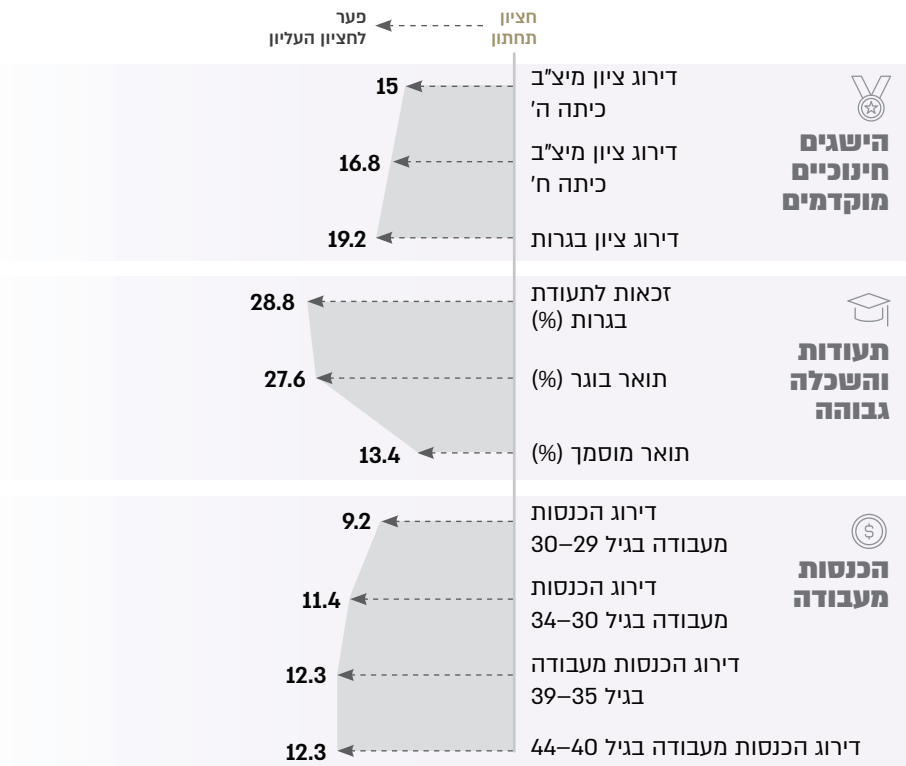 חציון
תחתון
פער
לחציון העליון
הישגים
חינוכיים
מוקדמים
דירוג ציון מיצ"ב
כיתה ה'
15
דירוג ציון מיצ"ב
כיתה ח'
16.8
דירוג ציון בגרות
19.2
תעודות
והשכלה
גבוהה
זכאות לתעודת
בגרות (%)
28.8
תואר בוגר (%)
27.6
תואר מוסמך (%)
13.4
$
הכנסות
מעבודה
דירוג הכנסות
מעבודה בגיל 29–30
9.2
דירוג הכנסות
מעבודה בגיל 30–34
11.4
דירוג הכנסות מעבודה
בגיל 35–39
12.3
דירוג הכנסות מעבודה בגיל 40–44
12.3